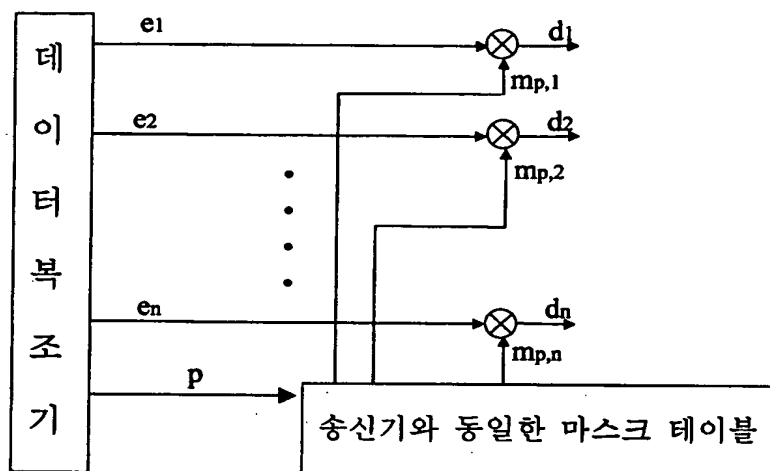 데이터복조기
e1
d1
mp,1
e2
d2
mp,2
en
dn
mp,n
p
송신기와 동일한 마스크 테이블